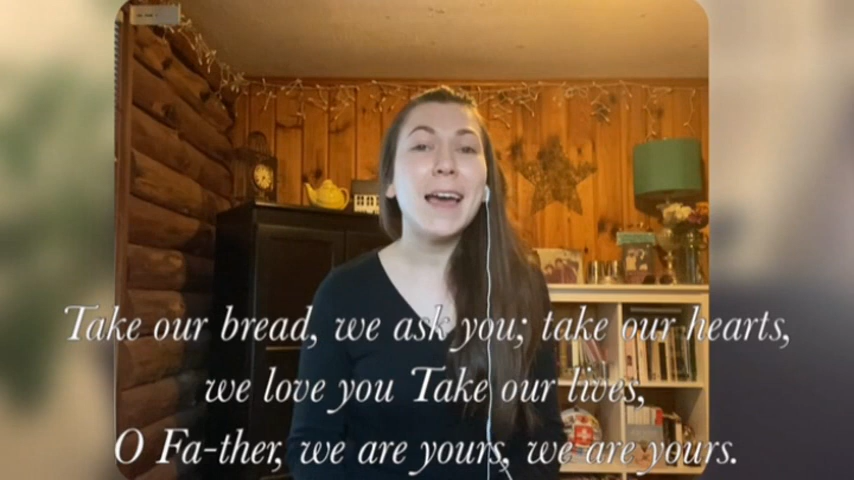 Take our bread, we ask you; take our hearts,
we love you Take our lives,
O Fa-ther, we are yours, we are yours.